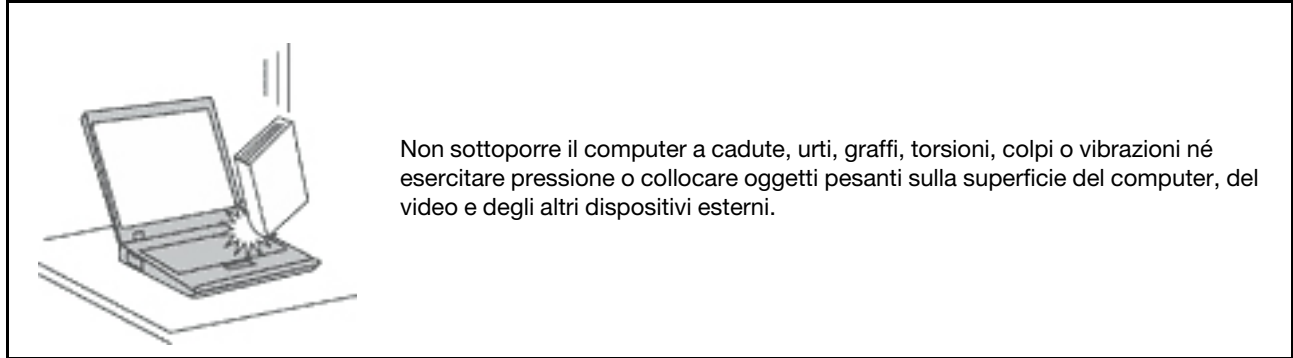 Non sottoporre il computer a cadute, urti, graffi, torsioni, colpi o vibrazioni né
esercitare pressione o collocare oggetti pesanti sulla superficie del computer, del
video e degli altri dispositivi esterni.